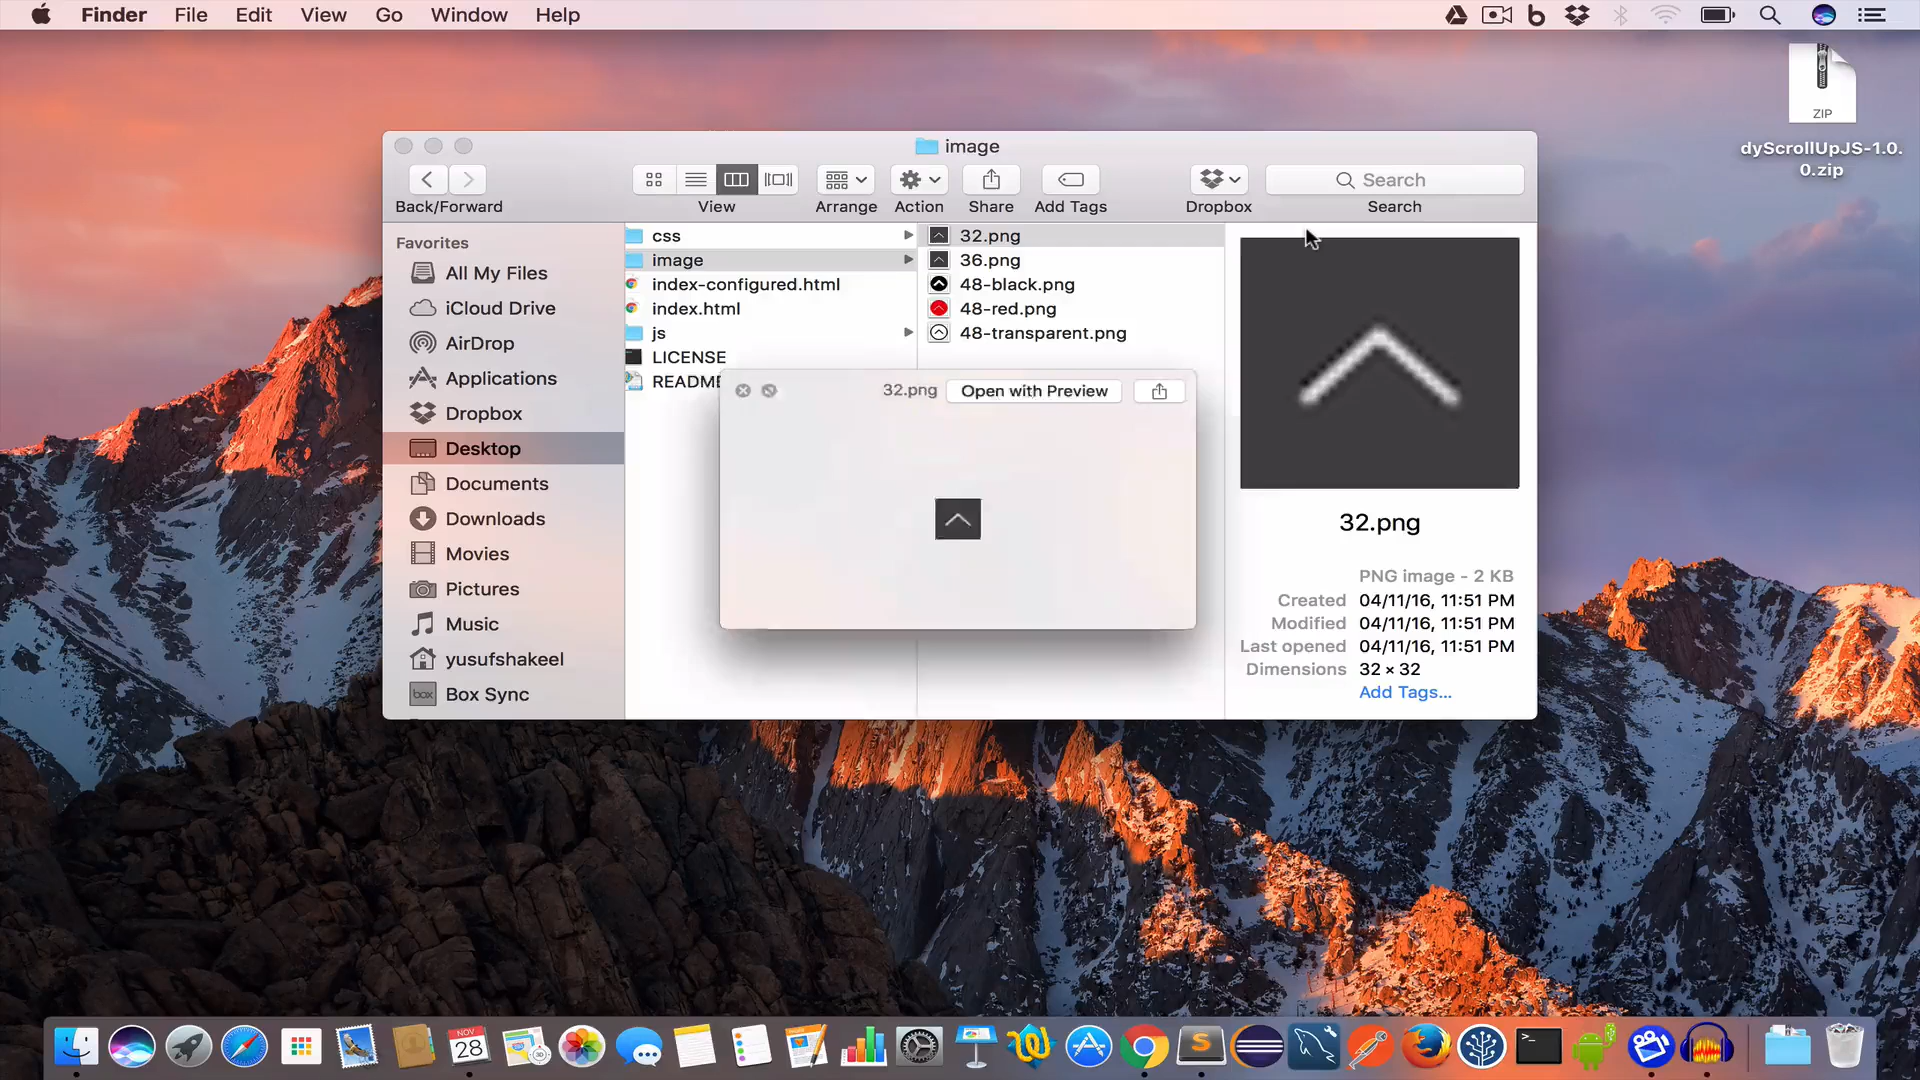 Finder File Edit View Go Window Help
ZIP
dyScrollUpJS-1.0.
0.zip
image
Search
Back/Forward View Arrange Action Share Add Tags Dropbox Search
Favorites
All My Files
iCloud Drive
AirDrop
Applications
Dropbox
Desktop
Documents
Downloads
Movies
Pictures
Music
yusufshakeel
box Box Sync
css
image
index-configured.html
index.html
js
LICENSE
README
32.png
36.png
48-black.png
48-red.png
48-transparent.png
32.png Open with Preview
32.png
PNG image - 2 KB
Created 04/11/16, 11:51 PM
Modified 04/11/16, 11:51 PM
Last opened 04/11/16, 11:51 PM
Dimensions 32 × 32
Add Tags...
NOV
28